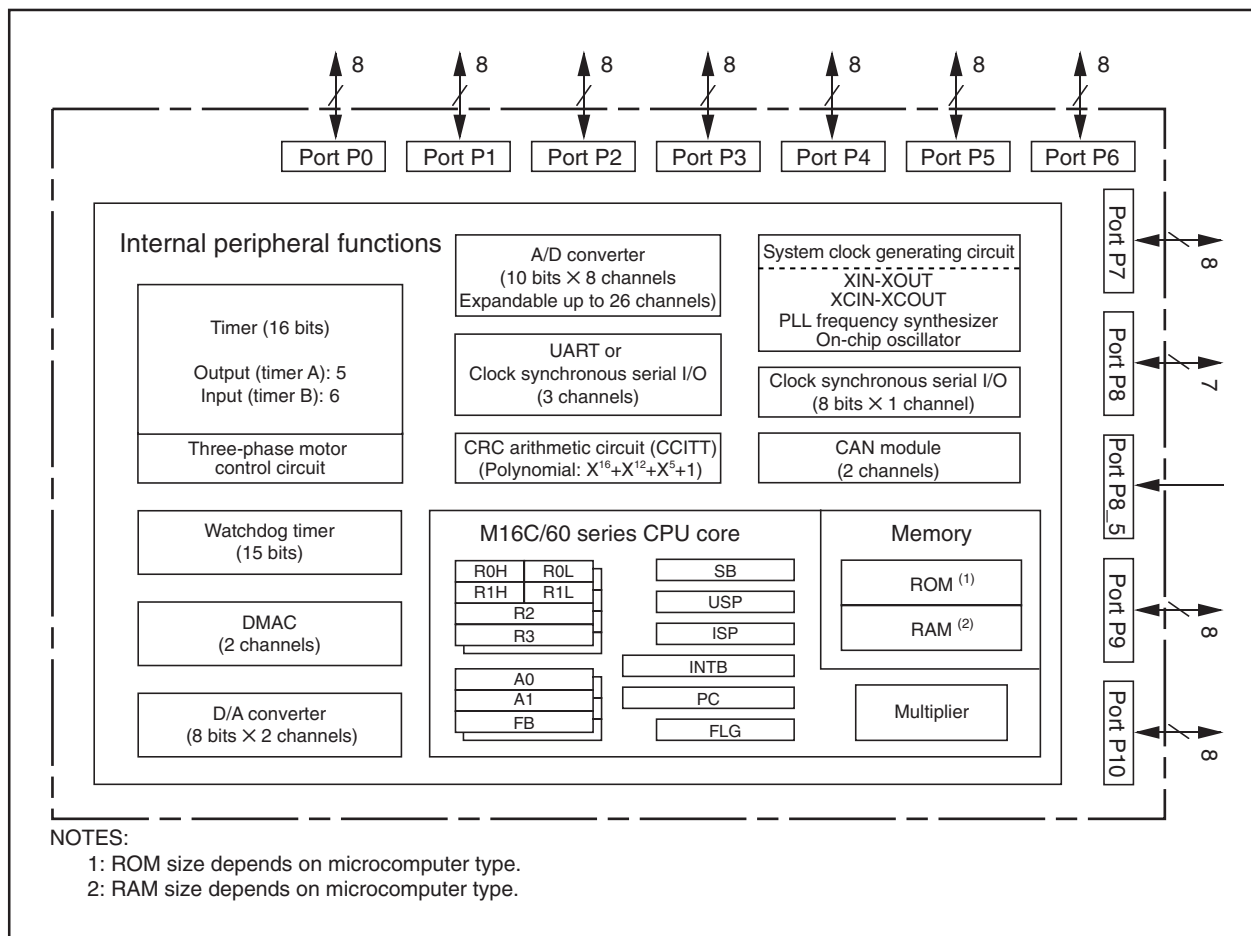 8 8 8 8 8 8 8
Port P0 Port P1 Port P2 Port P3 Port P4 Port P5 Port P6
Port P7
8
Port P8
7
Port P8_5
Port P9
8
Port P10
8
Internal peripheral functions
Timer (16 bits)
Output (timer A): 5
Input (timer B): 6
Three-phase motor
control circuit
Watchdog timer
(15 bits)
DMAC
(2 channels)
D/A converter
(8 bits × 2 channels)
A/D converter
(10 bits × 8 channels
Expandable up to 26 channels)
UART or
Clock synchronous serial I/O
(3 channels)
CRC arithmetic circuit (CCITT)
(Polynomial: X¹⁶+X¹²+X⁵+1)
System clock generating circuit
XIN-XOUT
XCIN-XCOUT
PLL frequency synthesizer
On-chip oscillator
Clock synchronous serial I/O
(8 bits × 1 channel)
CAN module
(2 channels)
M16C/60 series CPU core
R0H R0L
R1H R1L
R2
R3
A0
A1
FB
SB
USP
ISP
INTB
PC
FLG
Memory
ROM (1)
RAM (2)
Multiplier
NOTES:
1: ROM size depends on microcomputer type.
2: RAM size depends on microcomputer type.